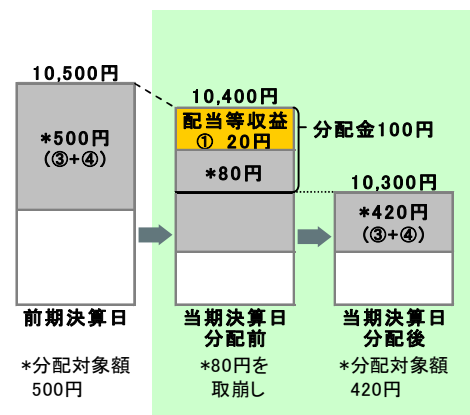 10,500円
*500円
(③+④)
前期決算日
*分配対象額
500円
10,400円
配当等収益
① 20円
*80円
分配金100円
当期決算日
分配前
*80円を
取崩し
10,300円
*420円
(③+④)
当期決算日
分配後
*分配対象額
420円